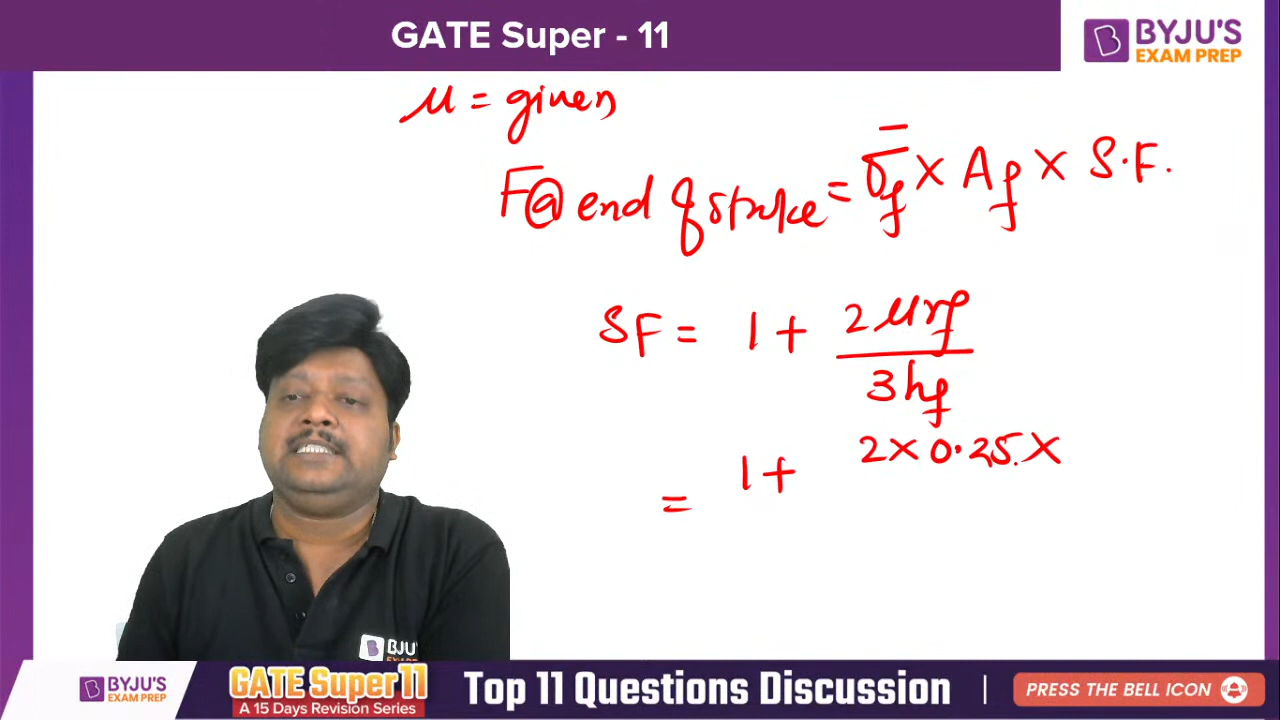 GATE Super - 11
BYJU'S
EXAM PREP
μ = given
F@ end of stroke = σ̄f × Af × S.F.
SF = 1 + 2μrf / 3hf
= 1 + 2 × 0.25 ×
BYJU'
BYJU'S
EXAM PREP
GATE Super 11
A 15 Days Revision Series
Top 11 Questions Discussion
PRESS THE BELL ICON